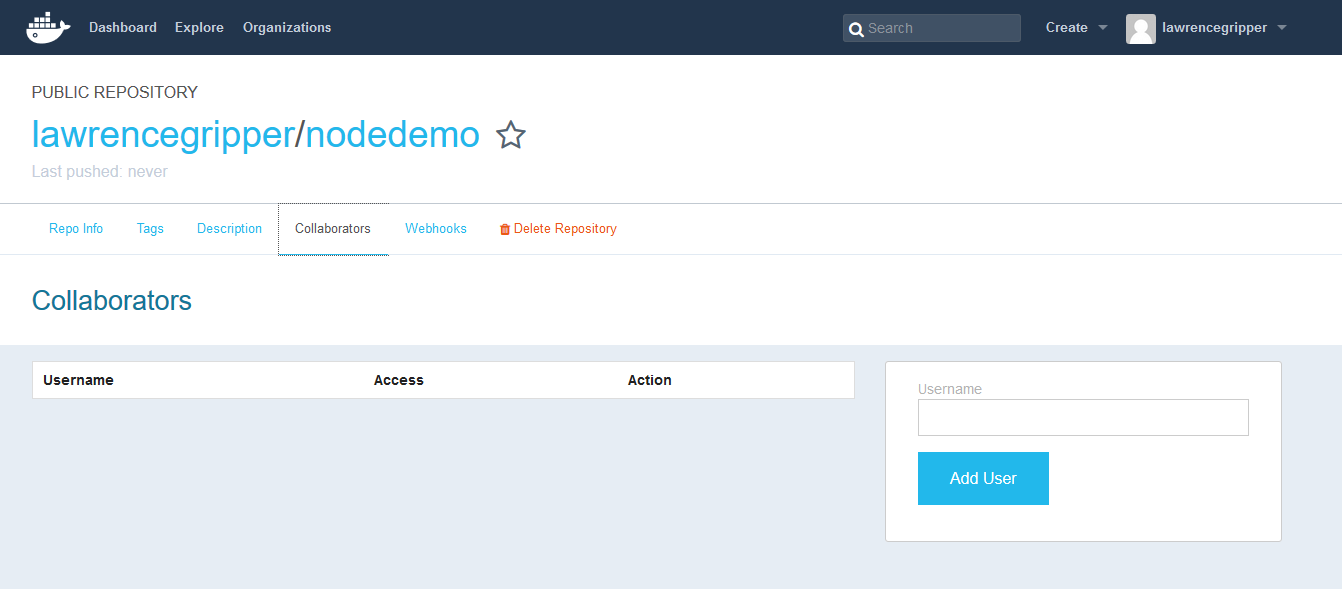 Dashboard Explore Organizations Search Create lawrencegripper
PUBLIC REPOSITORY
lawrencegripper/nodedemo
Last pushed: never
Repo Info Tags Description Collaborators Webhooks Delete Repository
Collaborators
Username Access Action
Username
Add User